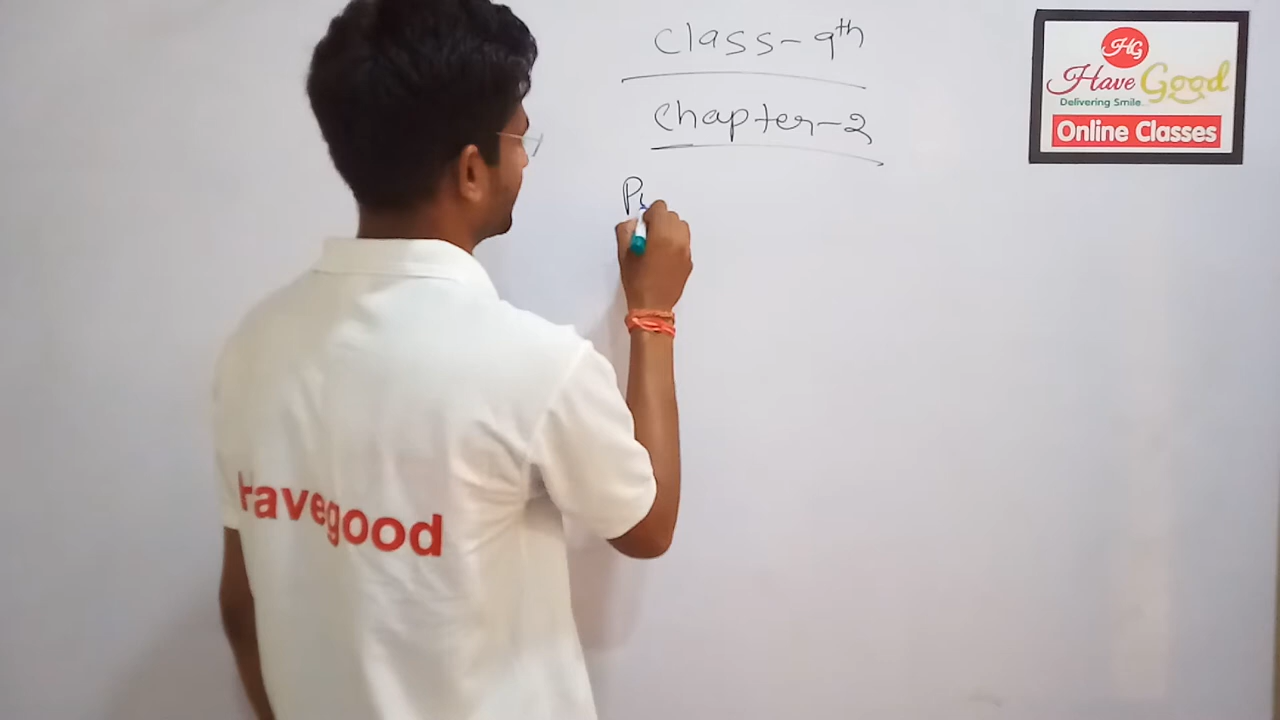 class-9th
chapter-2
P
HG
Have Good
Delivering Smile...
Online Classes
Havegood